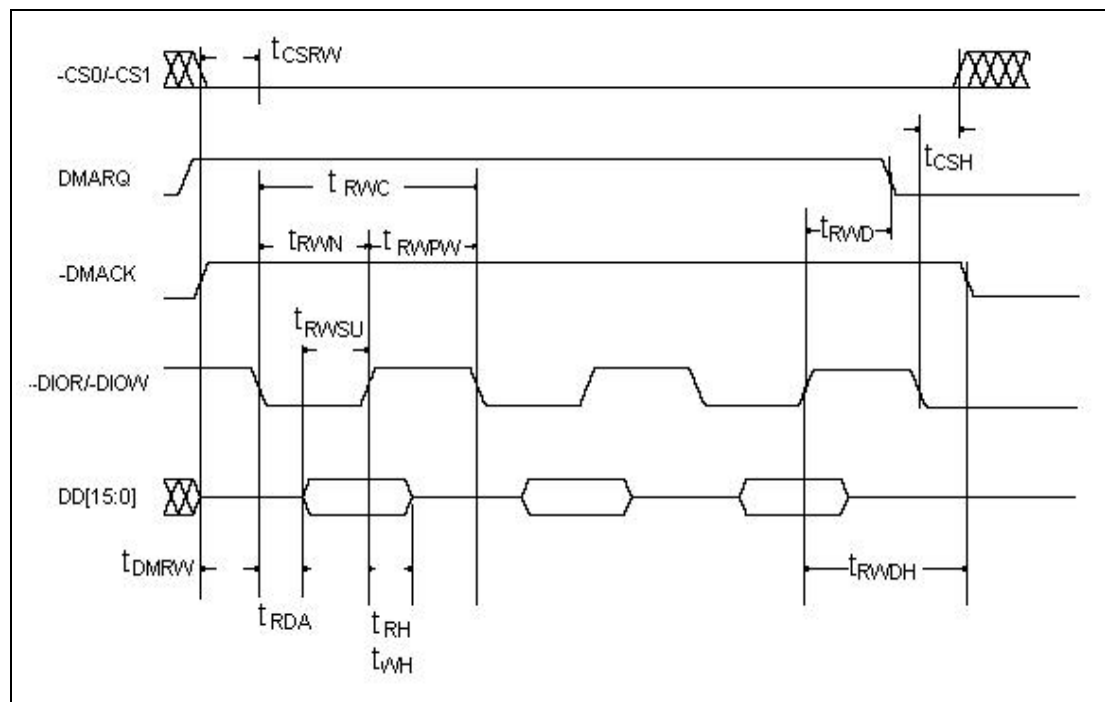 tCSRW
-CS0/-CS1
DMARQ
tCSH
tRWC
tRWD
tRWN
tRWPW
-DMACK
tRWSU
--DIOR/-DIOW
DD[15:0]
tDMRW
tRWDH
tRDA
tRH
tWH